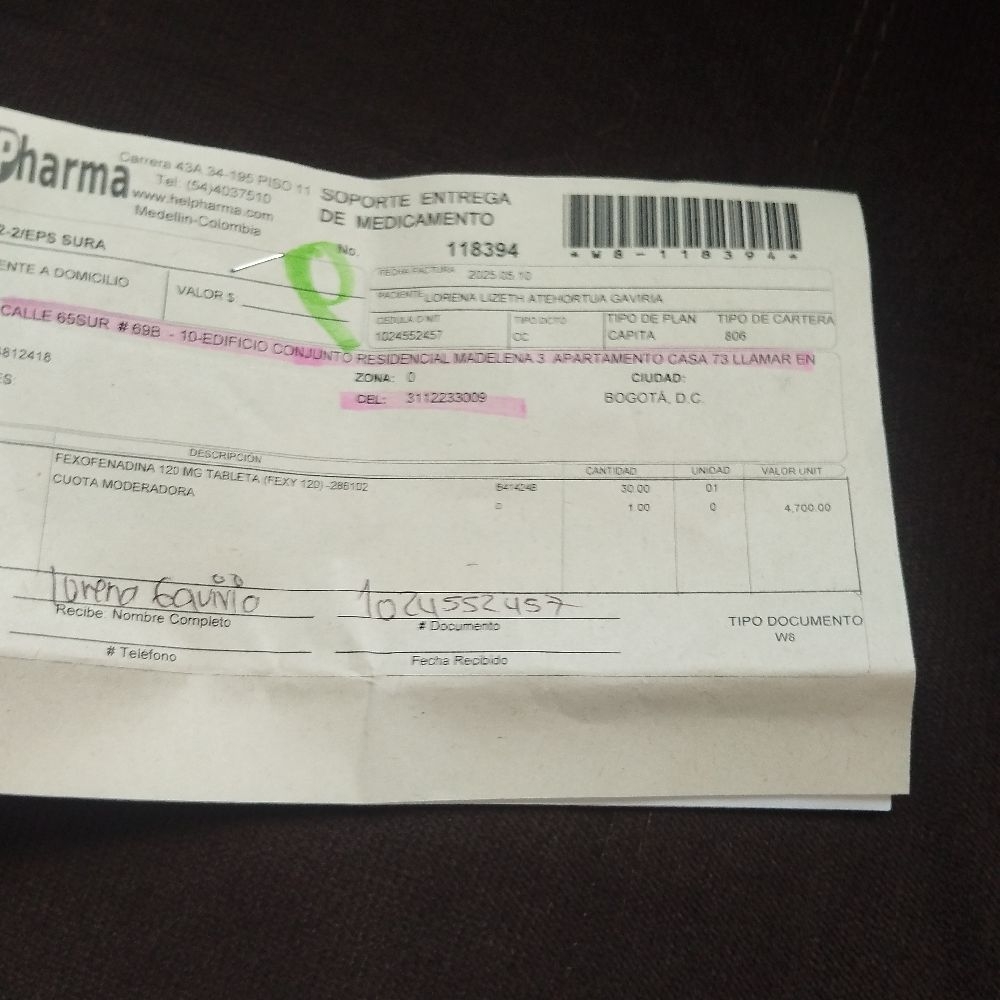 Pharma
Carrera 43A 34-195 PISO 11
Tel: (54)4037510
www.helpharma.com
Medellin-Colombia
SOPORTE ENTREGA
DE MEDICAMENTO
No. 118394
*W8-118394*
2-2/EPS SURA
ENTE A DOMICILIO
VALOR $
P
FECHA FACTURA 2025.05.10
PACIENTE LORENA LIZETH ATEHORTUA GAVIRIA
CEDULA O NIT TIPO DCTO TIPO DE PLAN TIPO DE CARTERA
1024552457 CC CAPITA 806
CALLE 65SUR # 69B - 10-EDIFICIO CONJUNTO RESIDENCIAL MADELENA 3 APARTAMENTO CASA 73 LLAMAR EN
812418 ZONA: 0 CIUDAD:
ES: CEL: 3112233009 BOGOTÁ, D.C.
DESCRIPCIÓN CANTIDAD UNIDAD VALOR UNIT
FEXOFENADINA 120 MG TABLETA (FEXY 120) -286102 30.00 01
CUOTA MODERADORA 0 1.00 0 4,700.00
Lorena Gaviria 1024552457
Recibe: Nombre Completo # Documento
TIPO DOCUMENTO
W8
# Teléfono Fecha Recibido